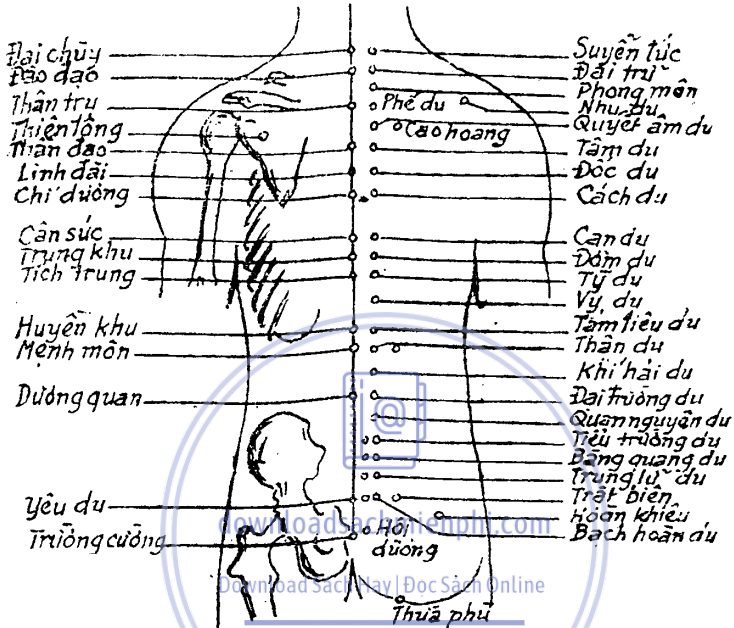 Đại chùy
Đào đạo
Thân trụ
Thiên tông
Thần đạo
Linh đài
Chí dương
Cân súc
Trung khu
Tích trung
Huyền khu
Mệnh môn
Dương quan
Yêu du
Trường cường
Phế du
Cao hoang
Hội dương
Thừa phù
Suyễn tức
Đại trữ
Phong môn
Nhu du
Quyết âm du
Tâm du
Đốc du
Cách du
Can du
Đởm du
Tỳ du
Vị du
Tam tiêu du
Thận du
Khí hải du
Đại trường du
Quan nguyên du
Tiểu trường du
Bàng quang du
Trung lữ du
Trật biên
Hoàn khiêu
Bạch hoàn du
downloadsachmienphi.com
Download Sách Hay | Đọc Sách Online